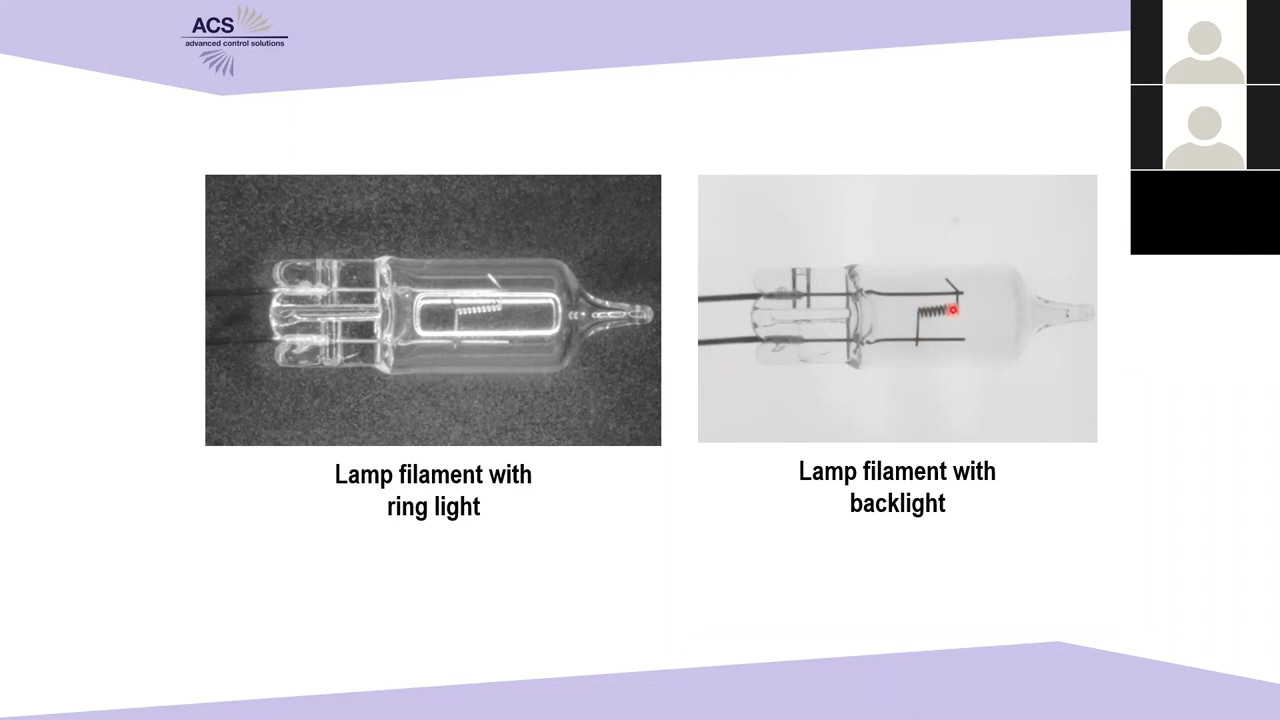 ACS
advanced control solutions
Lamp filament with
ring light
Lamp filament with
backlight